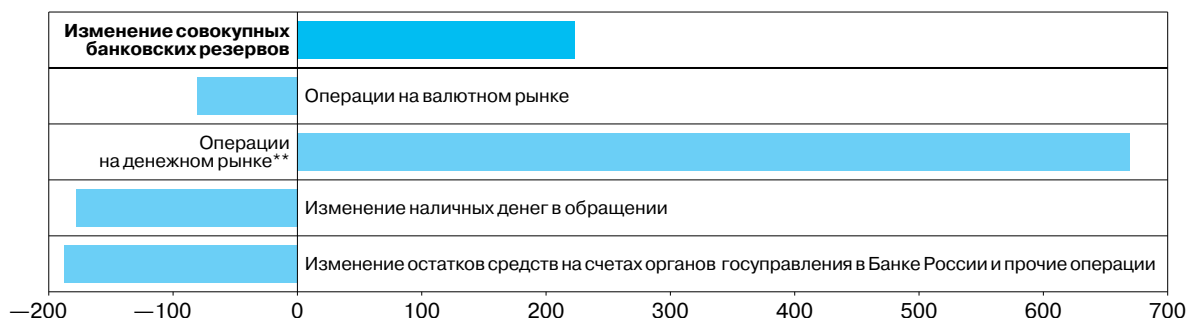 Изменение совокупных
банковских резервов
Операции на валютном рынке
Операции
на денежном рынке**
Изменение наличных денег в обращении
Изменение остатков средств на счетах органов госуправления в Банке России и прочие операции
—200 —100 0 100 200 300 400 500 600 700